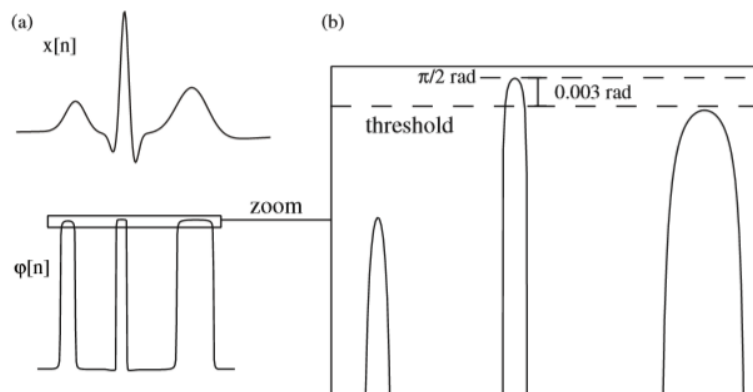 (a)
x[n]
zoom
φ[n]
(b)
π/2 rad
0.003 rad
threshold